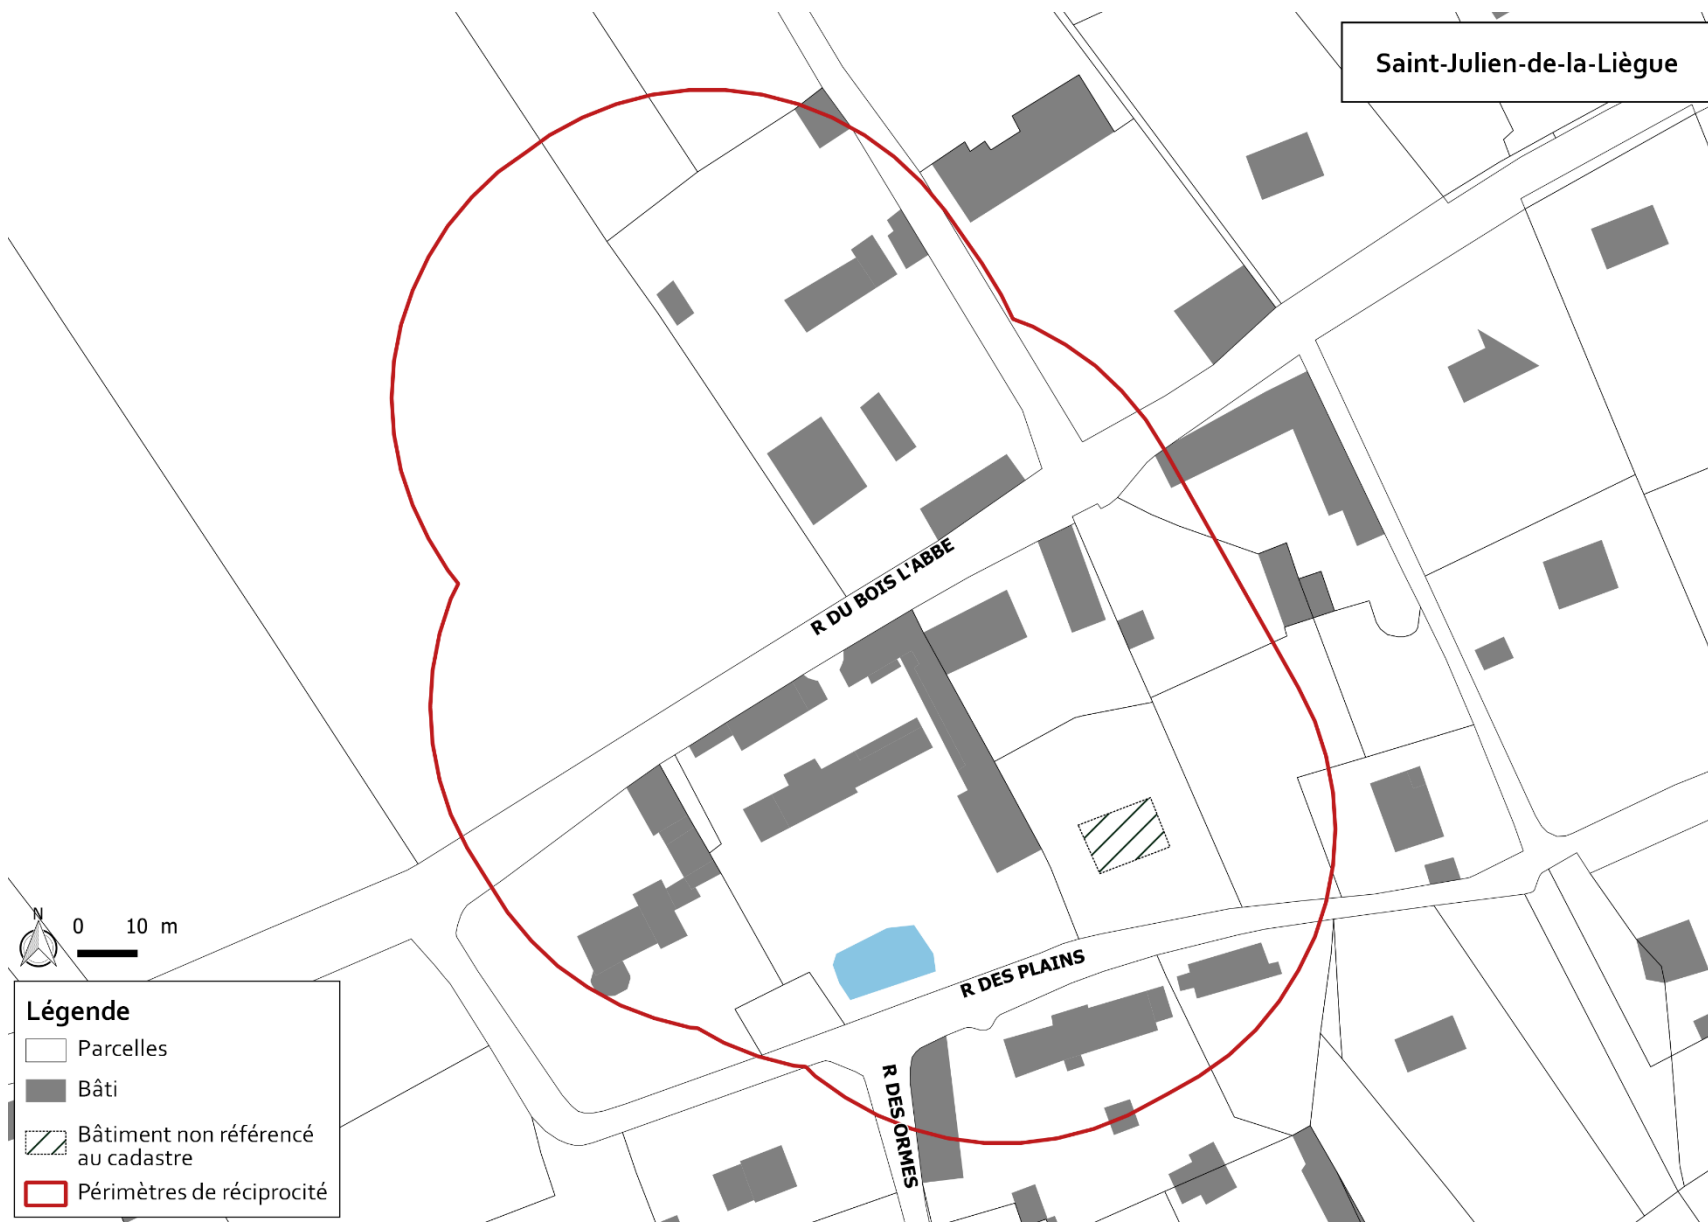 Saint-Julien-de-la-Liègue
R DU BOIS L'ABBE
R DES PLAINS
R DES ORMES
N
0 10 m
Légende
Parcelles
Bâti
Bâtiment non référencé
au cadastre
Périmètres de réciprocité